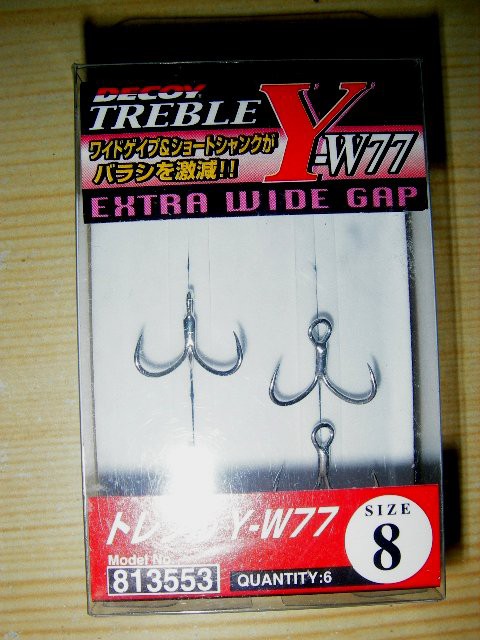 DECOY
TREBLE Y-W77
ワイドゲイプ&ショートシャンクが
バラシを激減!!
EXTRA WIDE GAP
Y-W77
SIZE
8
Model No
813553
QUANTITY:6